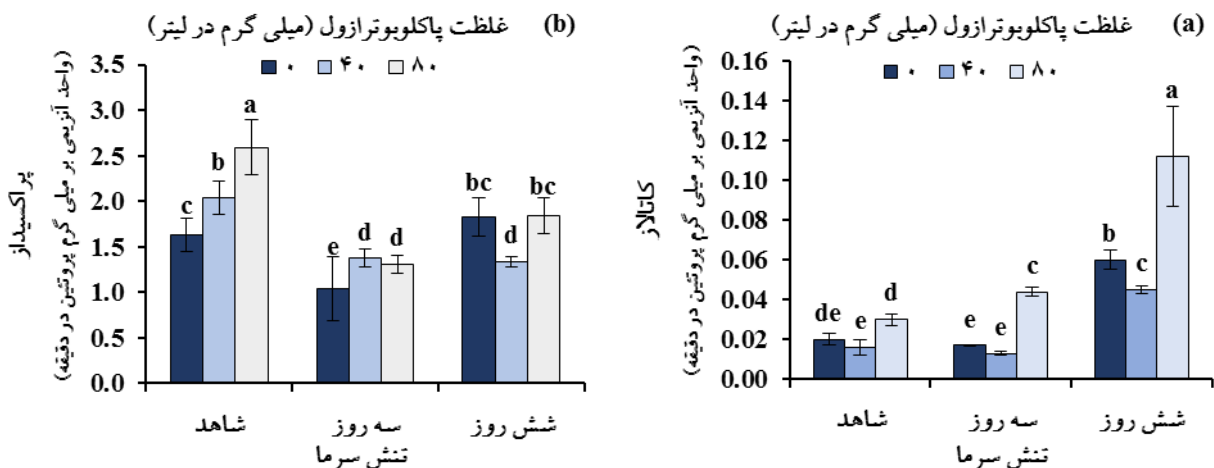 (b) غلظت پاکلوبوترازول (میلی گرم در لیتر)
۰ ۴۰ ۸۰
پراکسیداز
(واحد آنزیمی بر میلی گرم پروتئین در دقیقه)
3.5
3.0
2.5
2.0
1.5
1.0
0.5
0.0
c b a
e d d
bc d bc
شاهد سه روز شش روز
تنش سرما
(a) غلظت پاکلوبوترازول (میلی گرم در لیتر)
۰ ۴۰ ۸۰
کاتالاز
(واحد آنزیمی بر میلی گرم پروتئین در دقیقه)
0.16
0.14
0.12
0.10
0.08
0.06
0.04
0.02
0.00
de e d
e e c
b c a
شاهد سه روز شش روز
تنش سرما